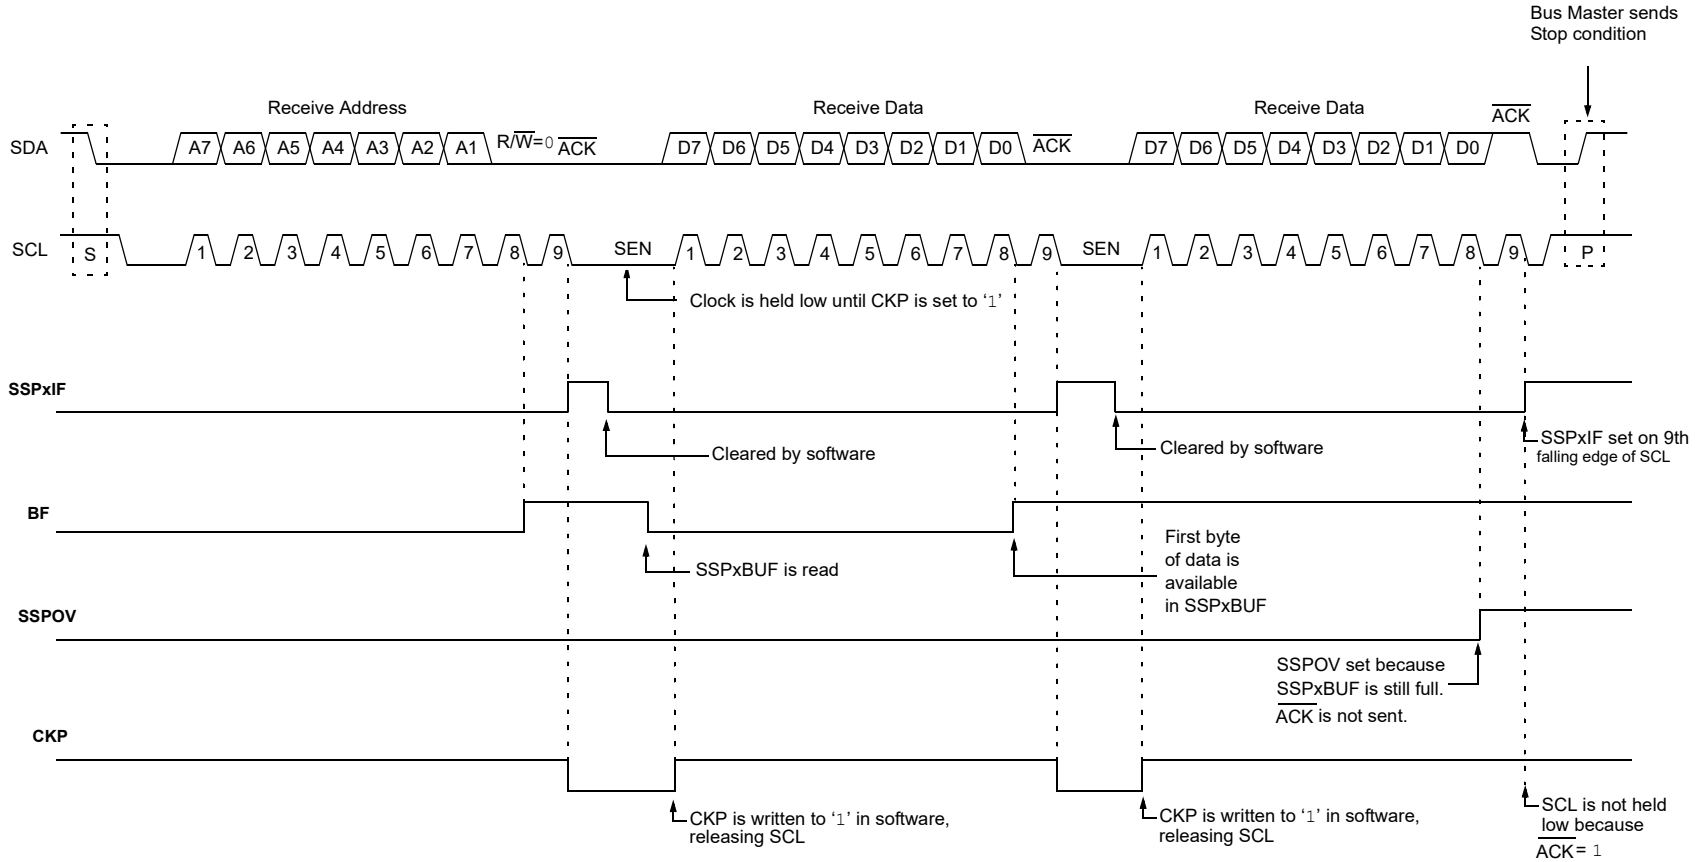 Bus Master sends
Stop condition
Receive Address
Receive Data
Receive Data
ACK
SDA
A7 A6 A5 A4 A3 A2 A1 R/W=0 ACK D7 D6 D5 D4 D3 D2 D1 D0 ACK D7 D6 D5 D4 D3 D2 D1 D0
SCL
S 1 2 3 4 5 6 7 8 9 SEN 1 2 3 4 5 6 7 8 9 SEN 1 2 3 4 5 6 7 8 9 P
Clock is held low until CKP is set to ‘1’
SSPxIF
Cleared by software
Cleared by software
SSPxIF set on 9th
falling edge of SCL
BF
SSPxBUF is read
First byte
of data is
available
in SSPxBUF
SSPOV
SSPOV set because
SSPxBUF is still full.
ACK is not sent.
CKP
CKP is written to ‘1’ in software,
releasing SCL
CKP is written to ‘1’ in software,
releasing SCL
SCL is not held
low because
ACK= 1